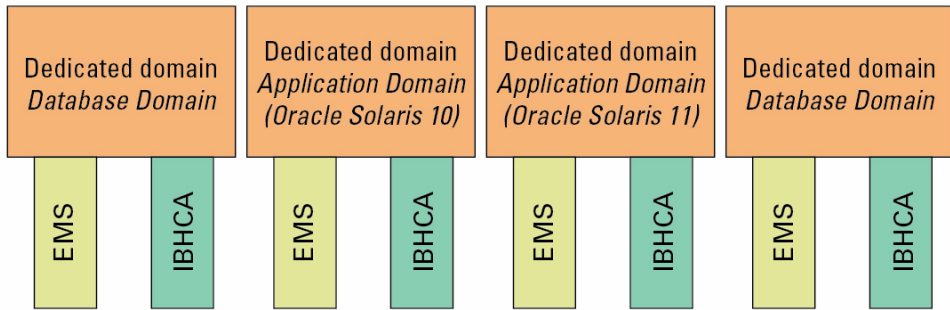 Dedicated domain
Database Domain
Dedicated domain
Application Domain
(Oracle Solaris 10)
Dedicated domain
Application Domain
(Oracle Solaris 11)
Dedicated domain
Database Domain
EMS
IBHCA
EMS
IBHCA
EMS
IBHCA
EMS
IBHCA